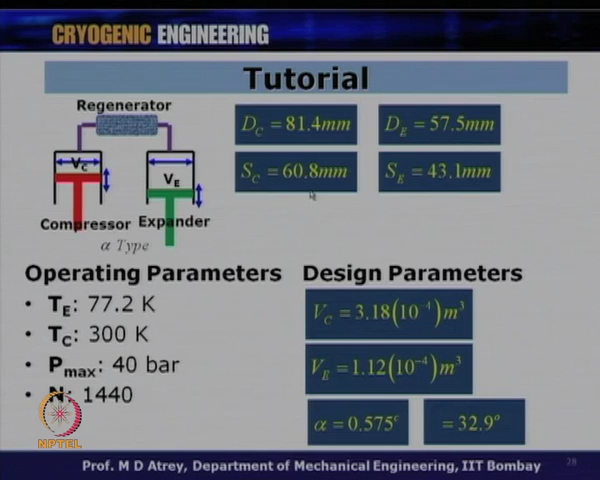 CRYOGENIC ENGINEERING
Tutorial
Regenerator
V_C
V_E
Compressor Expander
α Type
D_C = 81.4mm
D_E = 57.5mm
S_C = 60.8mm
S_E = 43.1mm
Operating Parameters
• T_E: 77.2 K
• T_C: 300 K
• P_max: 40 bar
• N: 1440
Design Parameters
V_C = 3.18(10⁻⁴)m³
V_E = 1.12(10⁻⁴)m³
α = 0.575ᶜ
= 32.9°
NPTEL
Prof. M D Atrey, Department of Mechanical Engineering, IIT Bombay
28